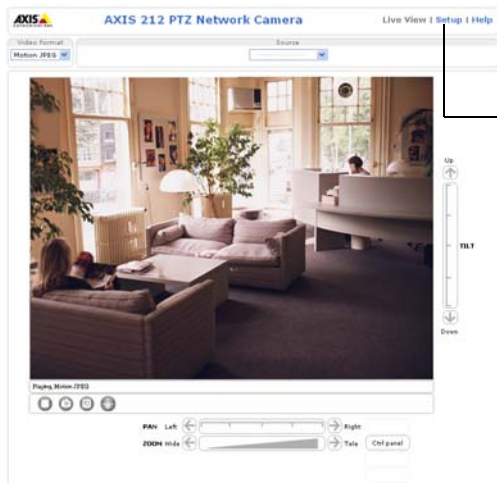 AXIS
AXIS 212 PTZ Network Camera
Live View | Setup | Help
Video format
Source
Motion JPEG
Up
TILT
Down
Playing, Motion JPEG
PAN Left Right
ZOOM Wide Tele
Ctrl panel